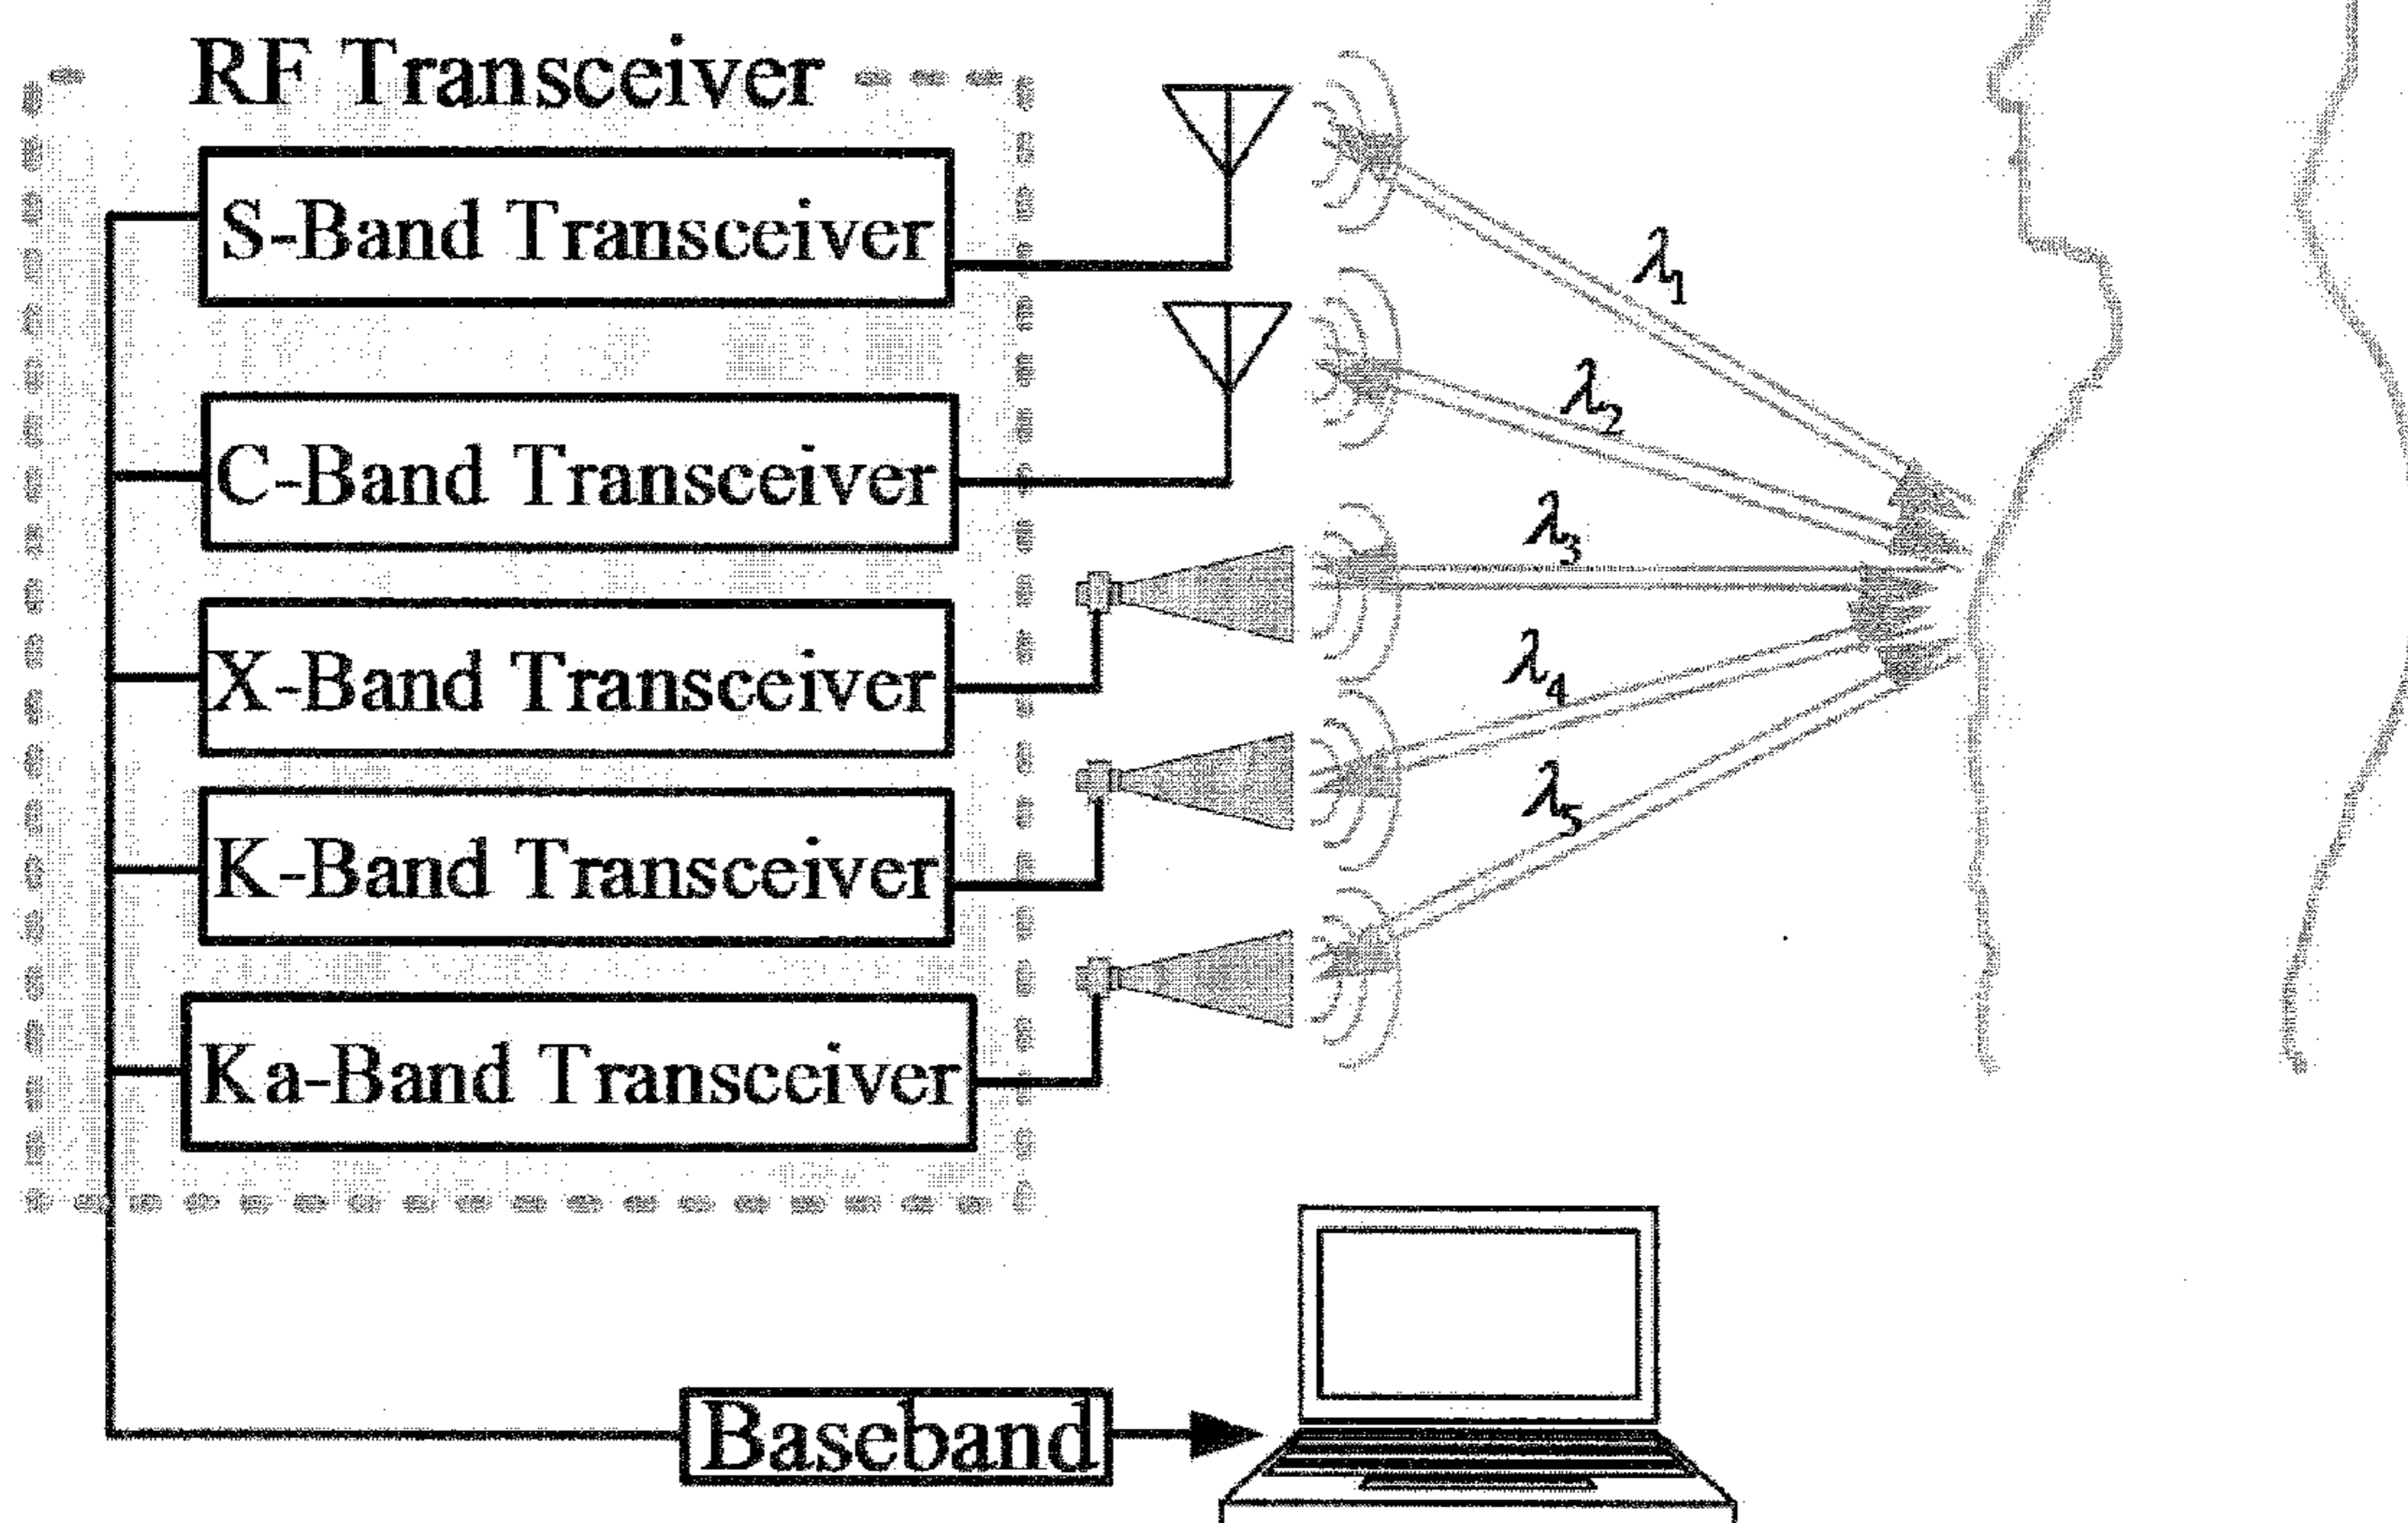 RF Transceiver
S-Band Transceiver
C-Band Transceiver
X-Band Transceiver
K-Band Transceiver
Ka-Band Transceiver
λ1
λ2
λ3
λ4
λ5
Baseband